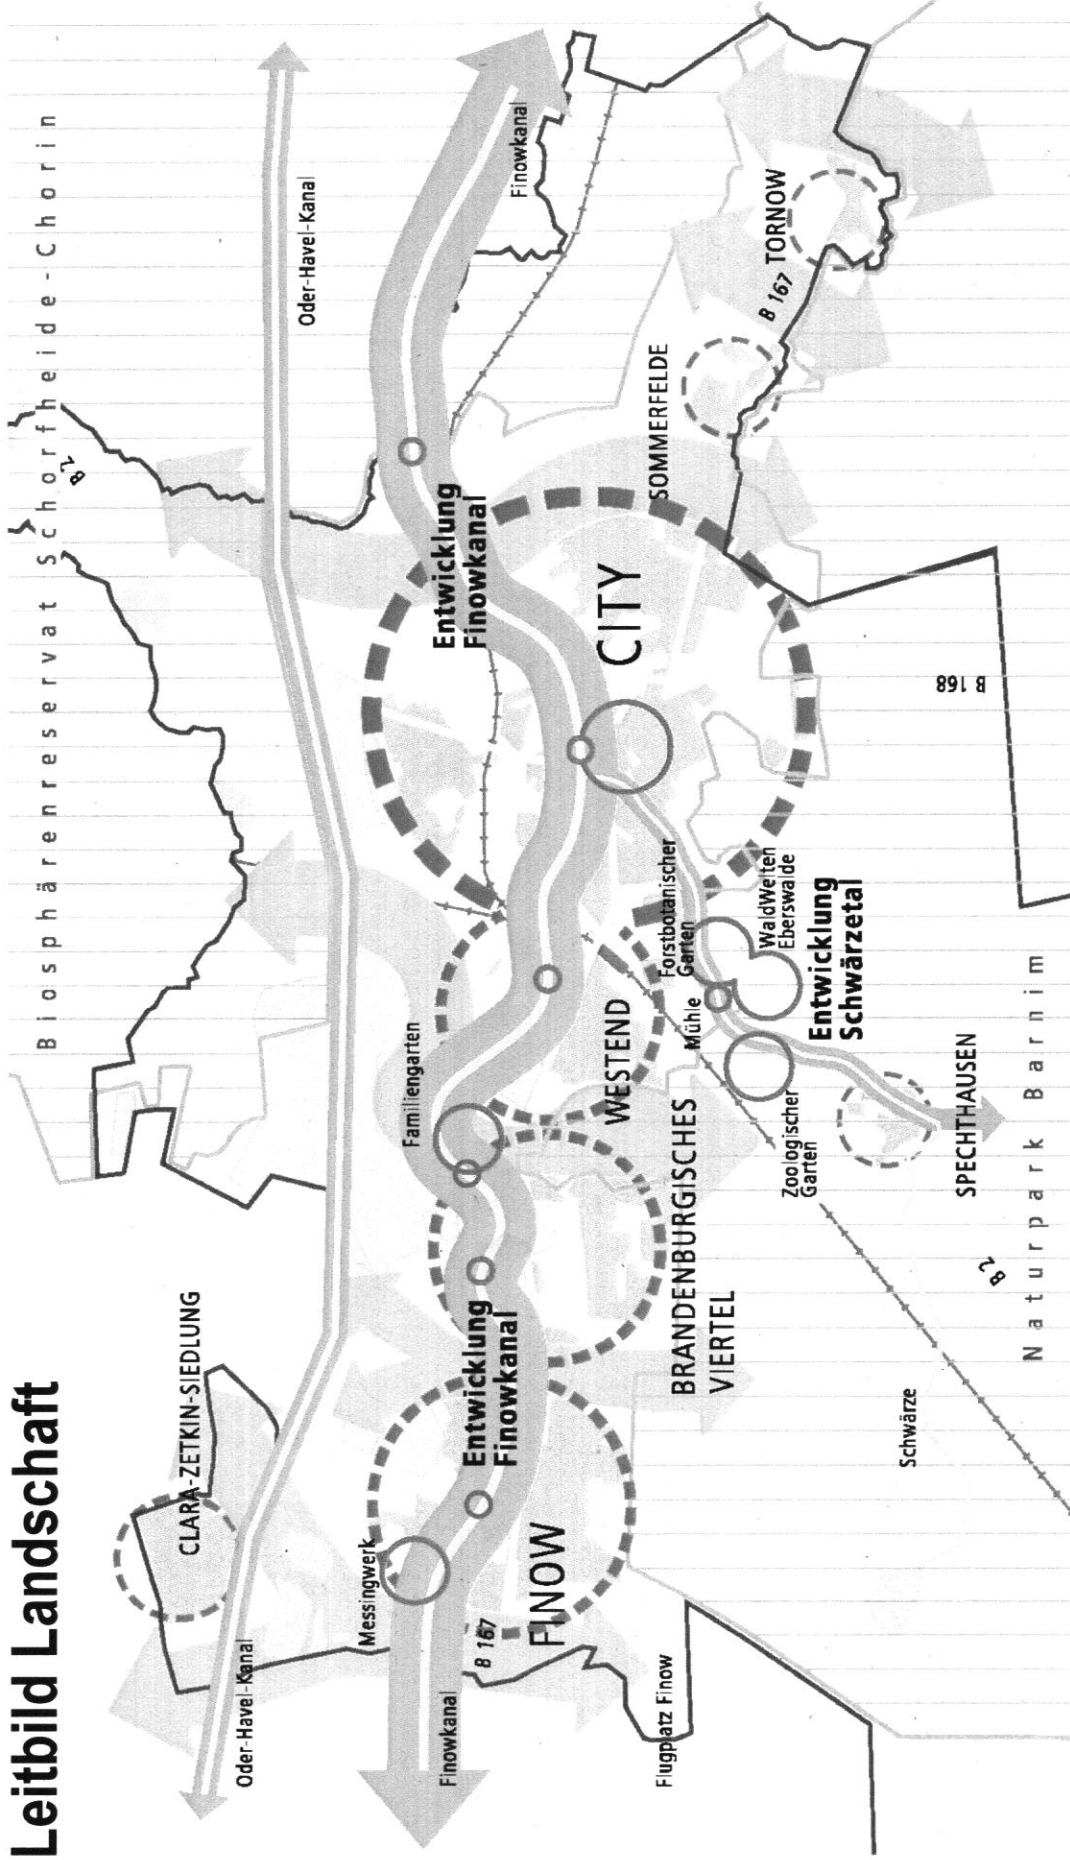 Leitbild Landschaft
Biosphärenreservat Schorfheide-Chorin
B 2
CLARA-ZETKIN-SIEDLUNG
Oder-Havel-Kanal
Oder-Havel-Kanal
Messingwerk
Familiengarten
Finowkanal
B 167
Entwicklung
Finowkanal
Entwicklung
Finowkanal
Finowkanal
FINOW
WESTEND
CITY
Flugplatz Finow
BRANDENBURGISCHES
VIERTEL
Mühle
Forstbotanischer
Garten
SOMMERFELDE
B 167
TORNOW
WaldWelten
Eberswalde
Zoologischer
Garten
Entwicklung
Schwärzetal
Schwärze
SPECHTHAUSEN
B 168
B 2
Naturpark Barnim